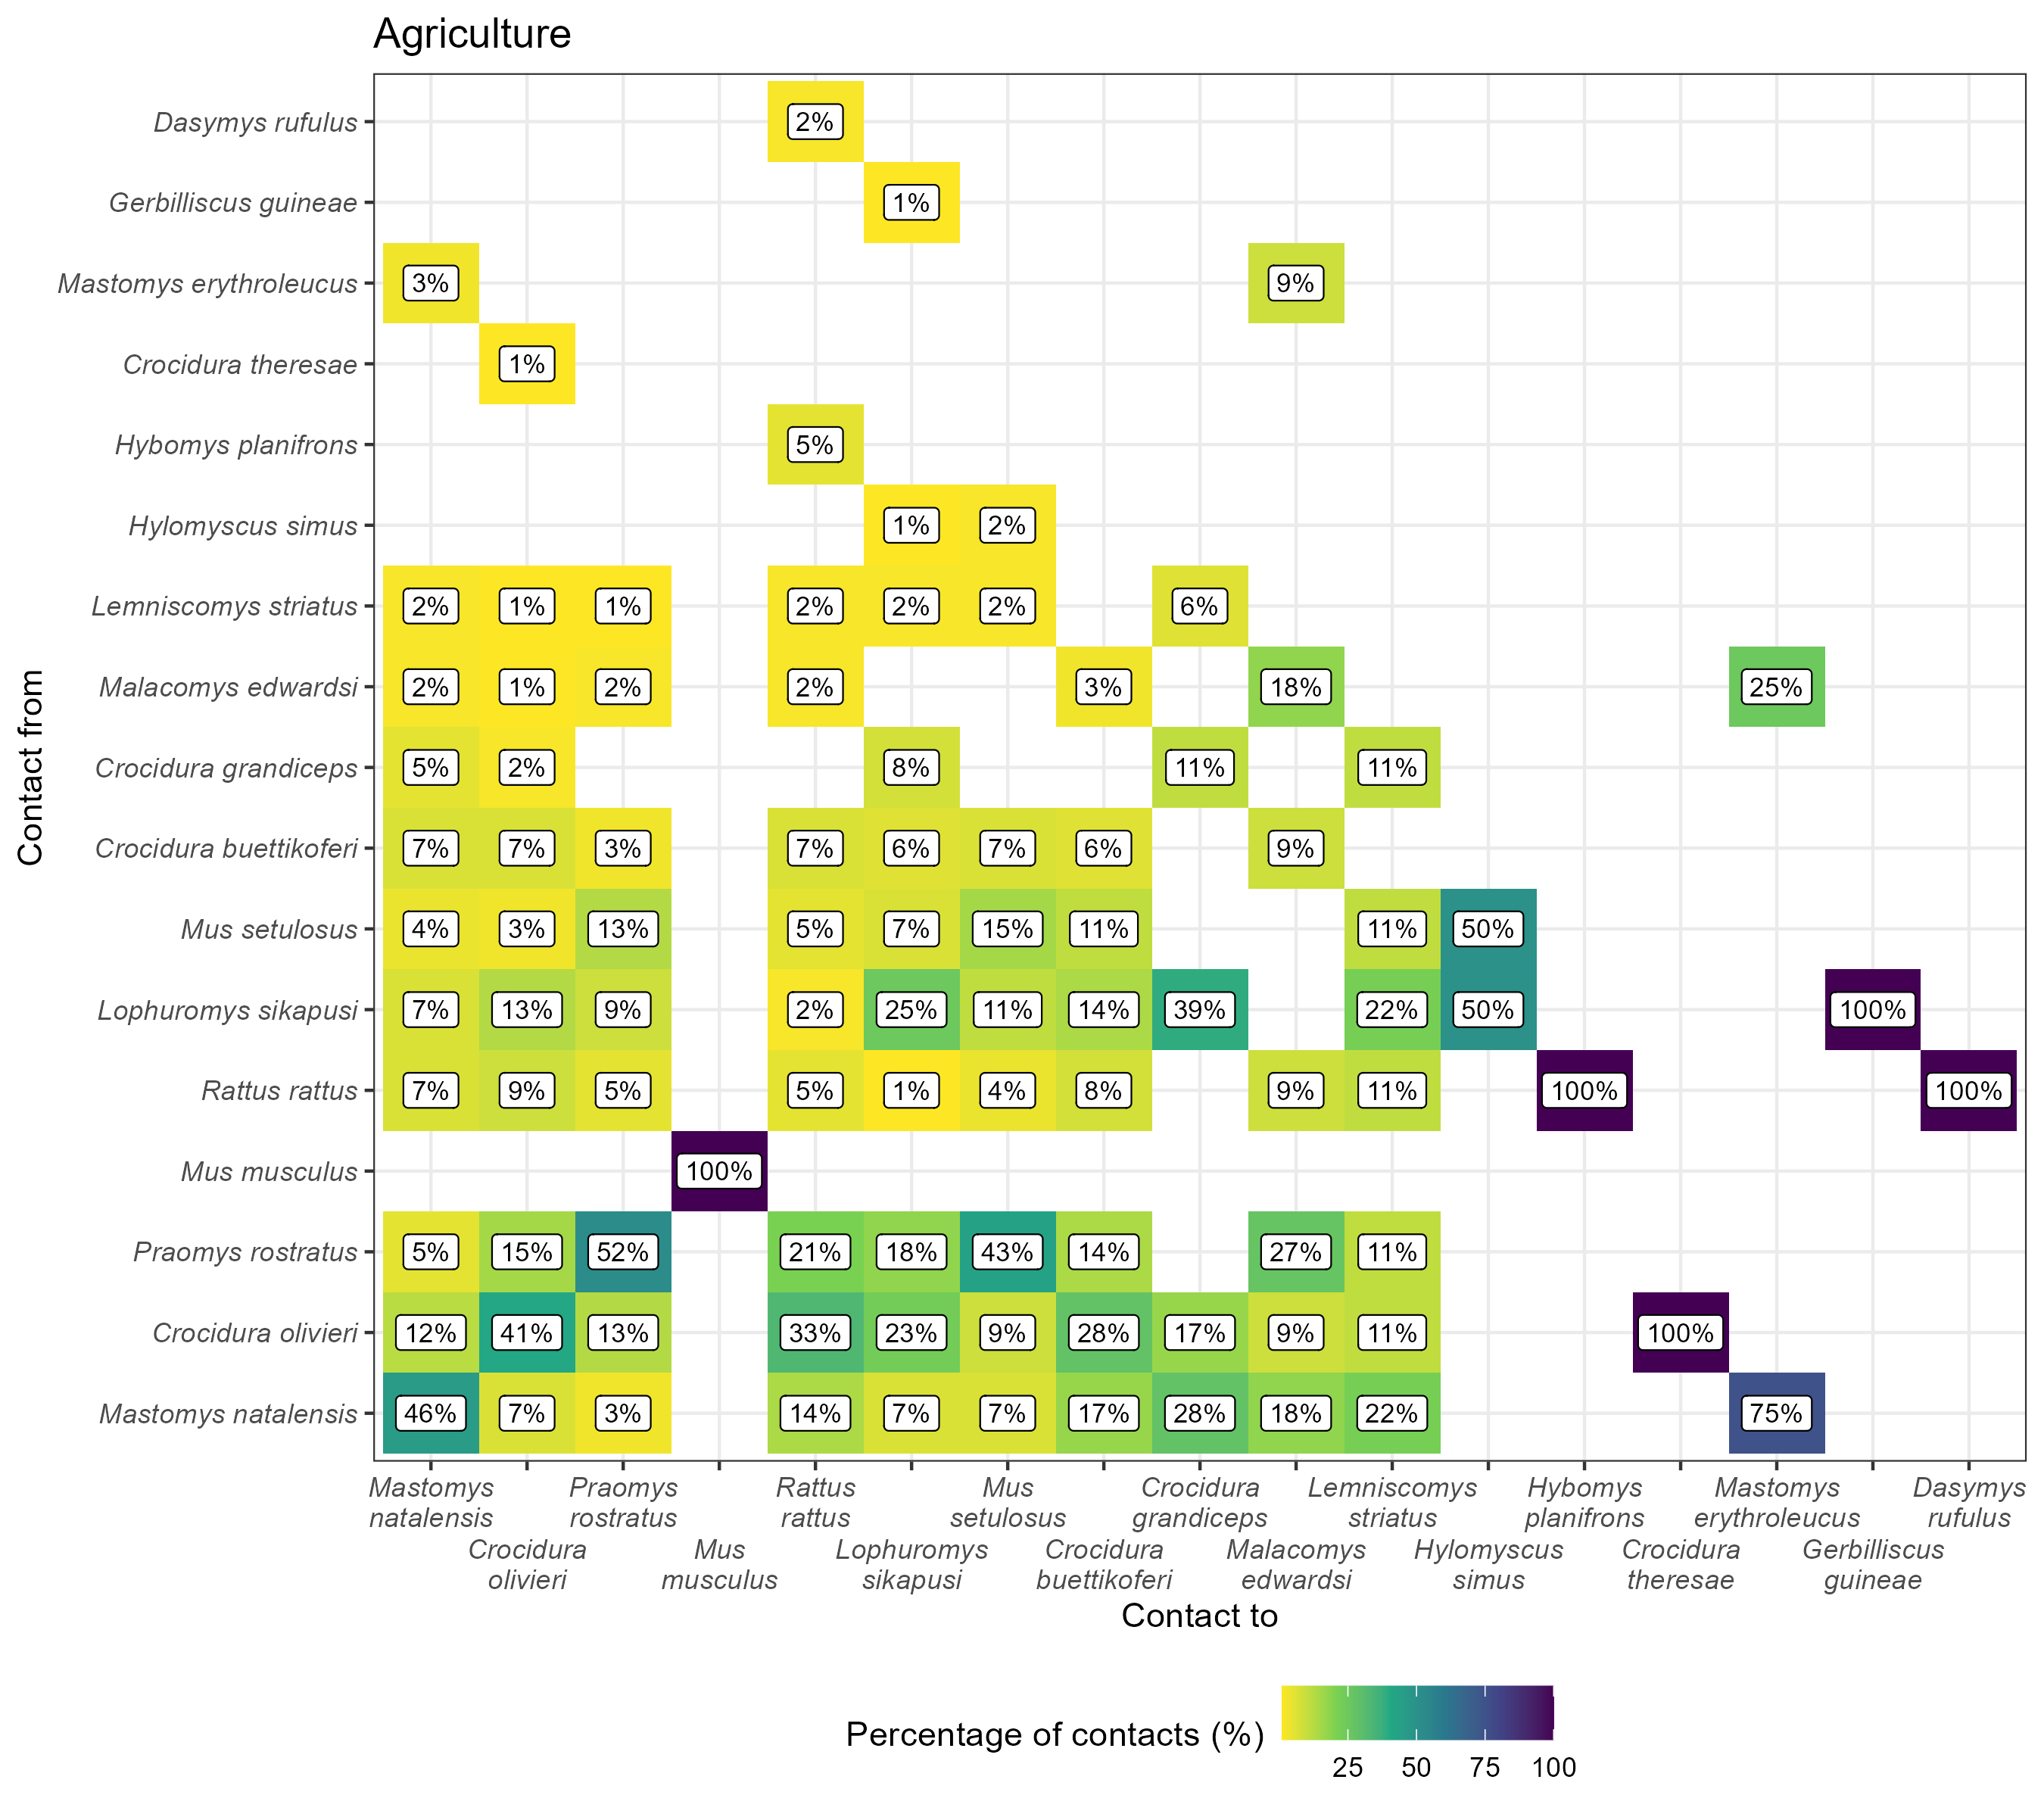 Agriculture
Dasymys rufulus 2%
Gerbilliscus guineae 1%
Mastomys erythroleucus 3% 9%
Crocidura theresae 1%
Hybomys planifrons 5%
Hylomyscus simus 1% 2%
Lemniscomys striatus 2% 1% 1% 2% 2% 2% 6%
Malacomys edwardsi 2% 1% 2% 2% 3% 18% 25%
Crocidura grandiceps 5% 2% 8% 11% 11%
Crocidura buettikoferi 7% 7% 3% 7% 6% 7% 6% 9%
Mus setulosus 4% 3% 13% 5% 7% 15% 11% 11% 50%
Lophuromys sikapusi 7% 13% 9% 2% 25% 11% 14% 39% 22% 50% 100%
Rattus rattus 7% 9% 5% 5% 1% 4% 8% 9% 11% 100% 100%
Mus musculus 100%
Praomys rostratus 5% 15% 52% 21% 18% 43% 14% 27% 11%
Crocidura olivieri 12% 41% 13% 33% 23% 9% 28% 17% 9% 11% 100%
Mastomys natalensis 46% 7% 3% 14% 7% 7% 17% 28% 18% 22% 75%
Contact from
Mastomys Praomys Rattus Mus Crocidura Lemniscomys Hybomys Mastomys Dasymys
natalensis rostratus rattus setulosus grandiceps striatus planifrons erythroleucus rufulus
Crocidura Mus Lophuromys Crocidura Malacomys Hylomyscus Crocidura Gerbilliscus
olivieri musculus sikapusi buettikoferi edwardsi simus theresae guineae
Contact to
Percentage of contacts (%)
25 50 75 100